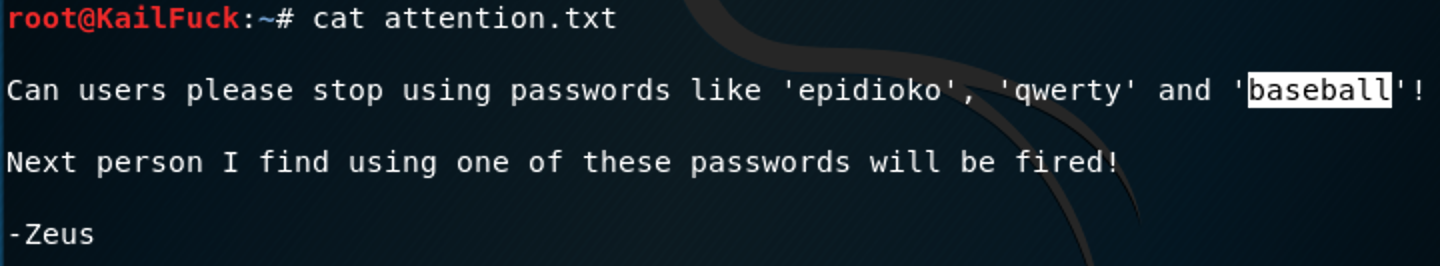 root@KailFuck:~# cat attention.txt
Can users please stop using passwords like 'epidioko', 'qwerty' and 'baseball'!
Next person I find using one of these passwords will be fired!
-Zeus